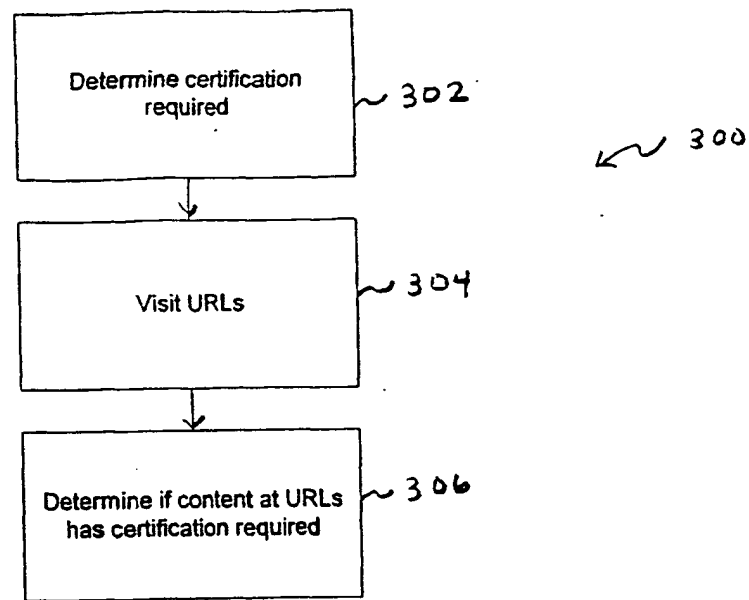 Determine certification
required
302
300
Visit URLs
304
Determine if content at URLs
has certification required
306